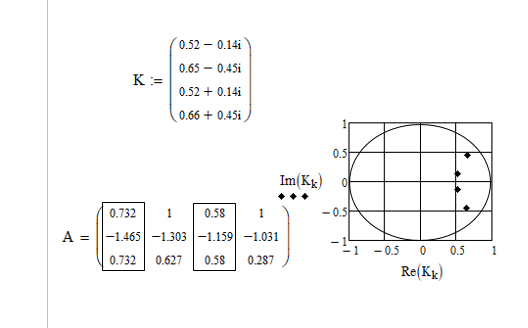 K := ( 0.52 − 0.14i
0.65 − 0.45i
0.52 + 0.14i
0.66 + 0.45i )
A = ( 0.732 1 0.58 1
−1.465 −1.303 −1.159 −1.031
0.732 0.627 0.58 0.287 )
Im(Kk)
1
0.5
0
− 0.5
− 1
− 1 − 0.5 0 0.5 1
Re(Kk)